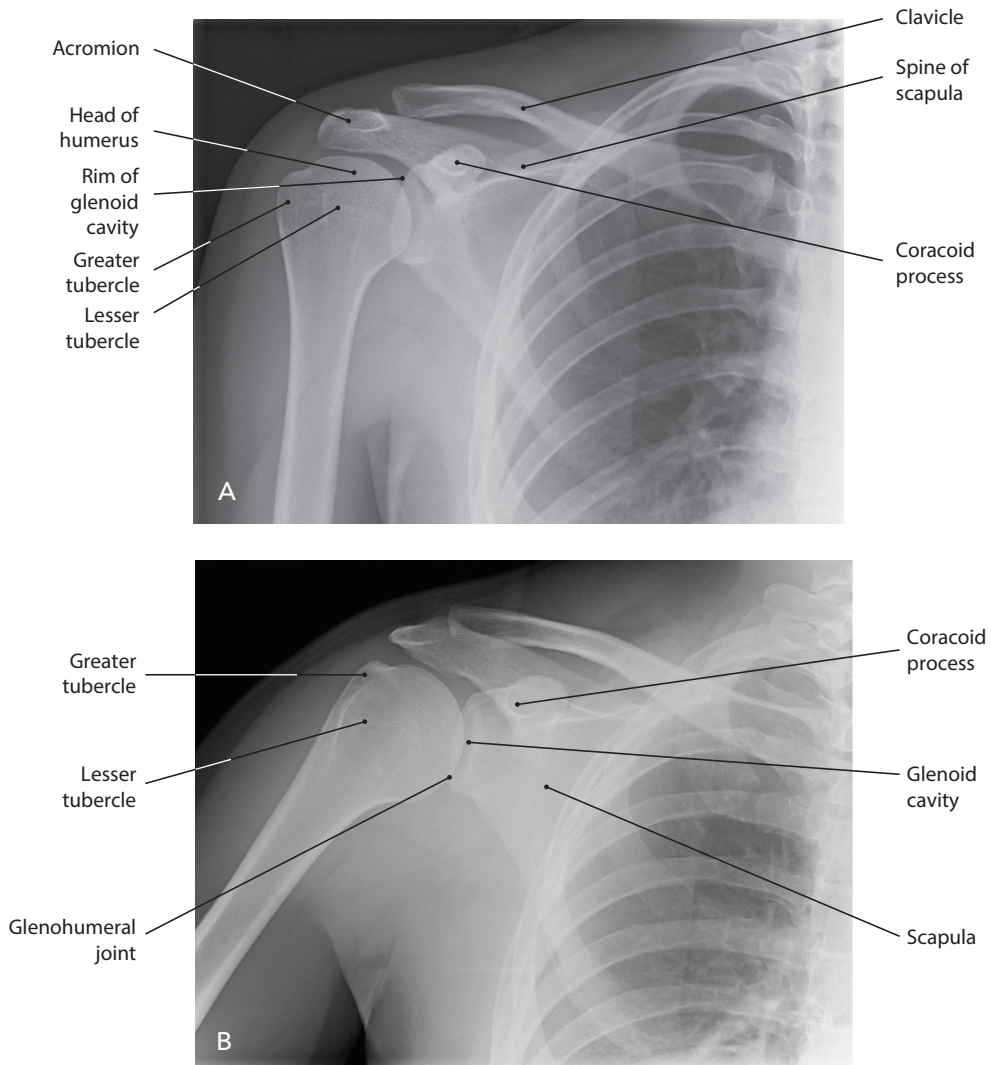 Acromion
Head of
humerus
Rim of
glenoid
cavity
Greater
tubercle
Lesser
tubercle
Clavicle
Spine of
scapula
Coracoid
process
A
Greater
tubercle
Lesser
tubercle
Glenohumeral
joint
Coracoid
process
Glenoid
cavity
Scapula
B